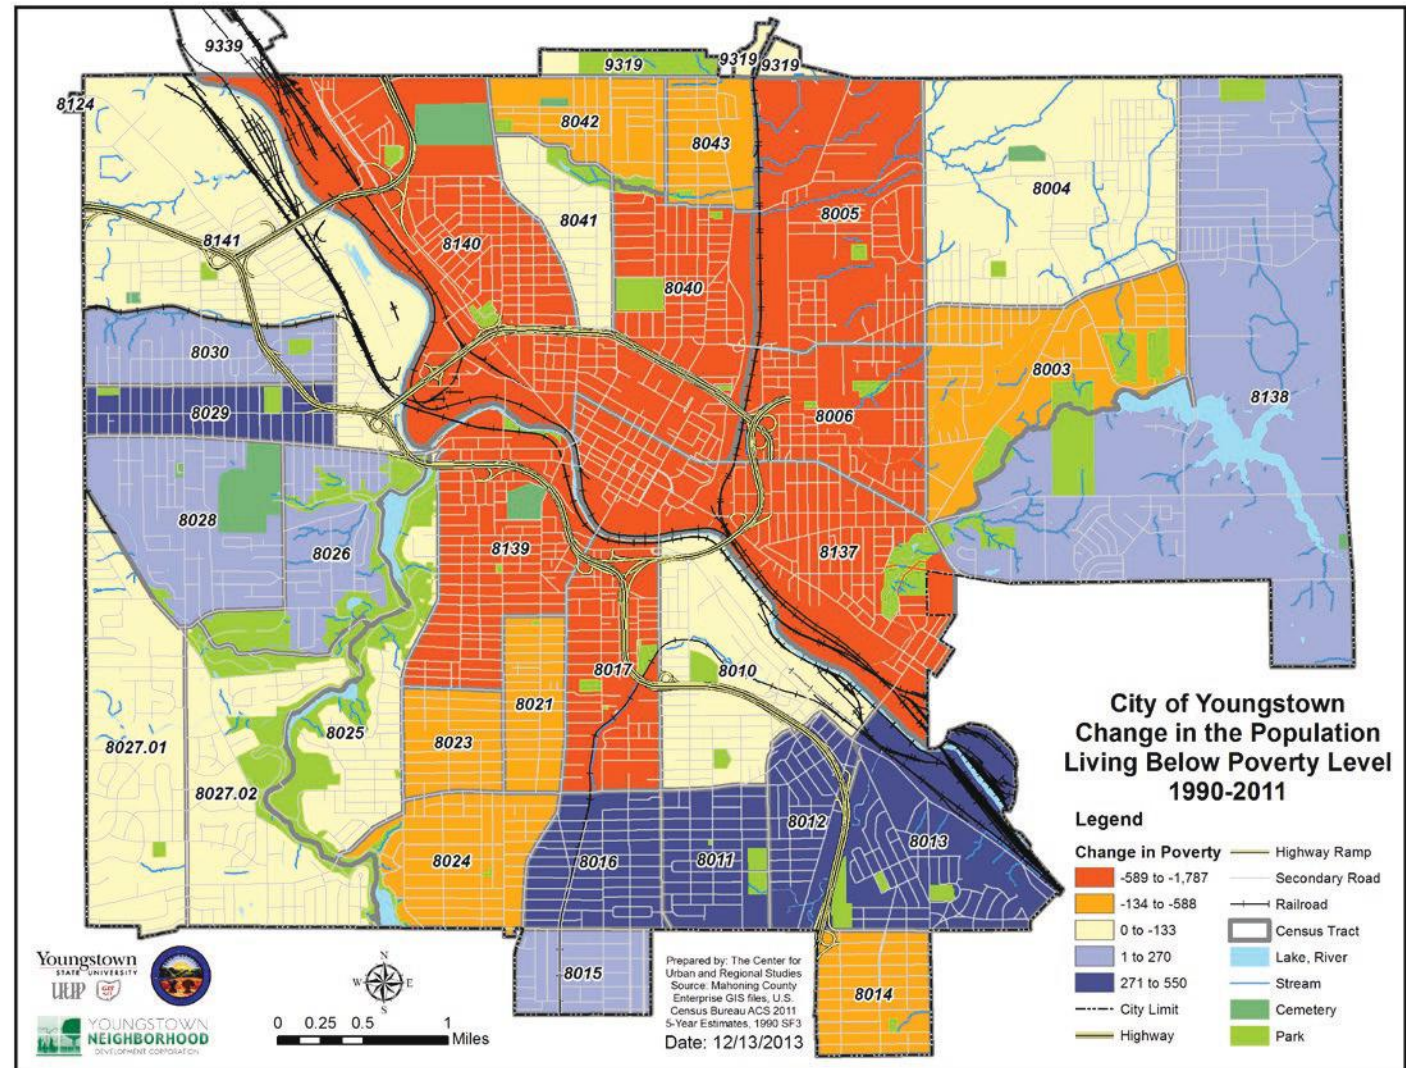 9339
9319
9319
9319
8124
8042
8043
8004
8005
8041
8141
8140
8040
8030
8003
8138
8029
8006
8028
8026
8139
8137
8017
8010
8021
8025
8023
8027.01
8027.02
8012
8013
8024
8016
8011
8015
8014
City of Youngstown
Change in the Population
Living Below Poverty Level
1990-2011
Legend
Change in Poverty
-589 to -1,787
-134 to -588
0 to -133
1 to 270
271 to 550
City Limit
Highway
Highway Ramp
Secondary Road
Railroad
Census Tract
Lake, River
Stream
Cemetery
Park
Youngstown
STATE UNIVERSITY
YOUNGSTOWN
NEIGHBORHOOD
DEVELOPMENT CORPORATION
N
W E
S
0 0.25 0.5 1
Miles
Prepared by: The Center for
Urban and Regional Studies
Source: Mahoning County
Enterprise GIS files, U.S.
Census Bureau ACS 2011
5-Year Estimates, 1990 SF3
Date: 12/13/2013